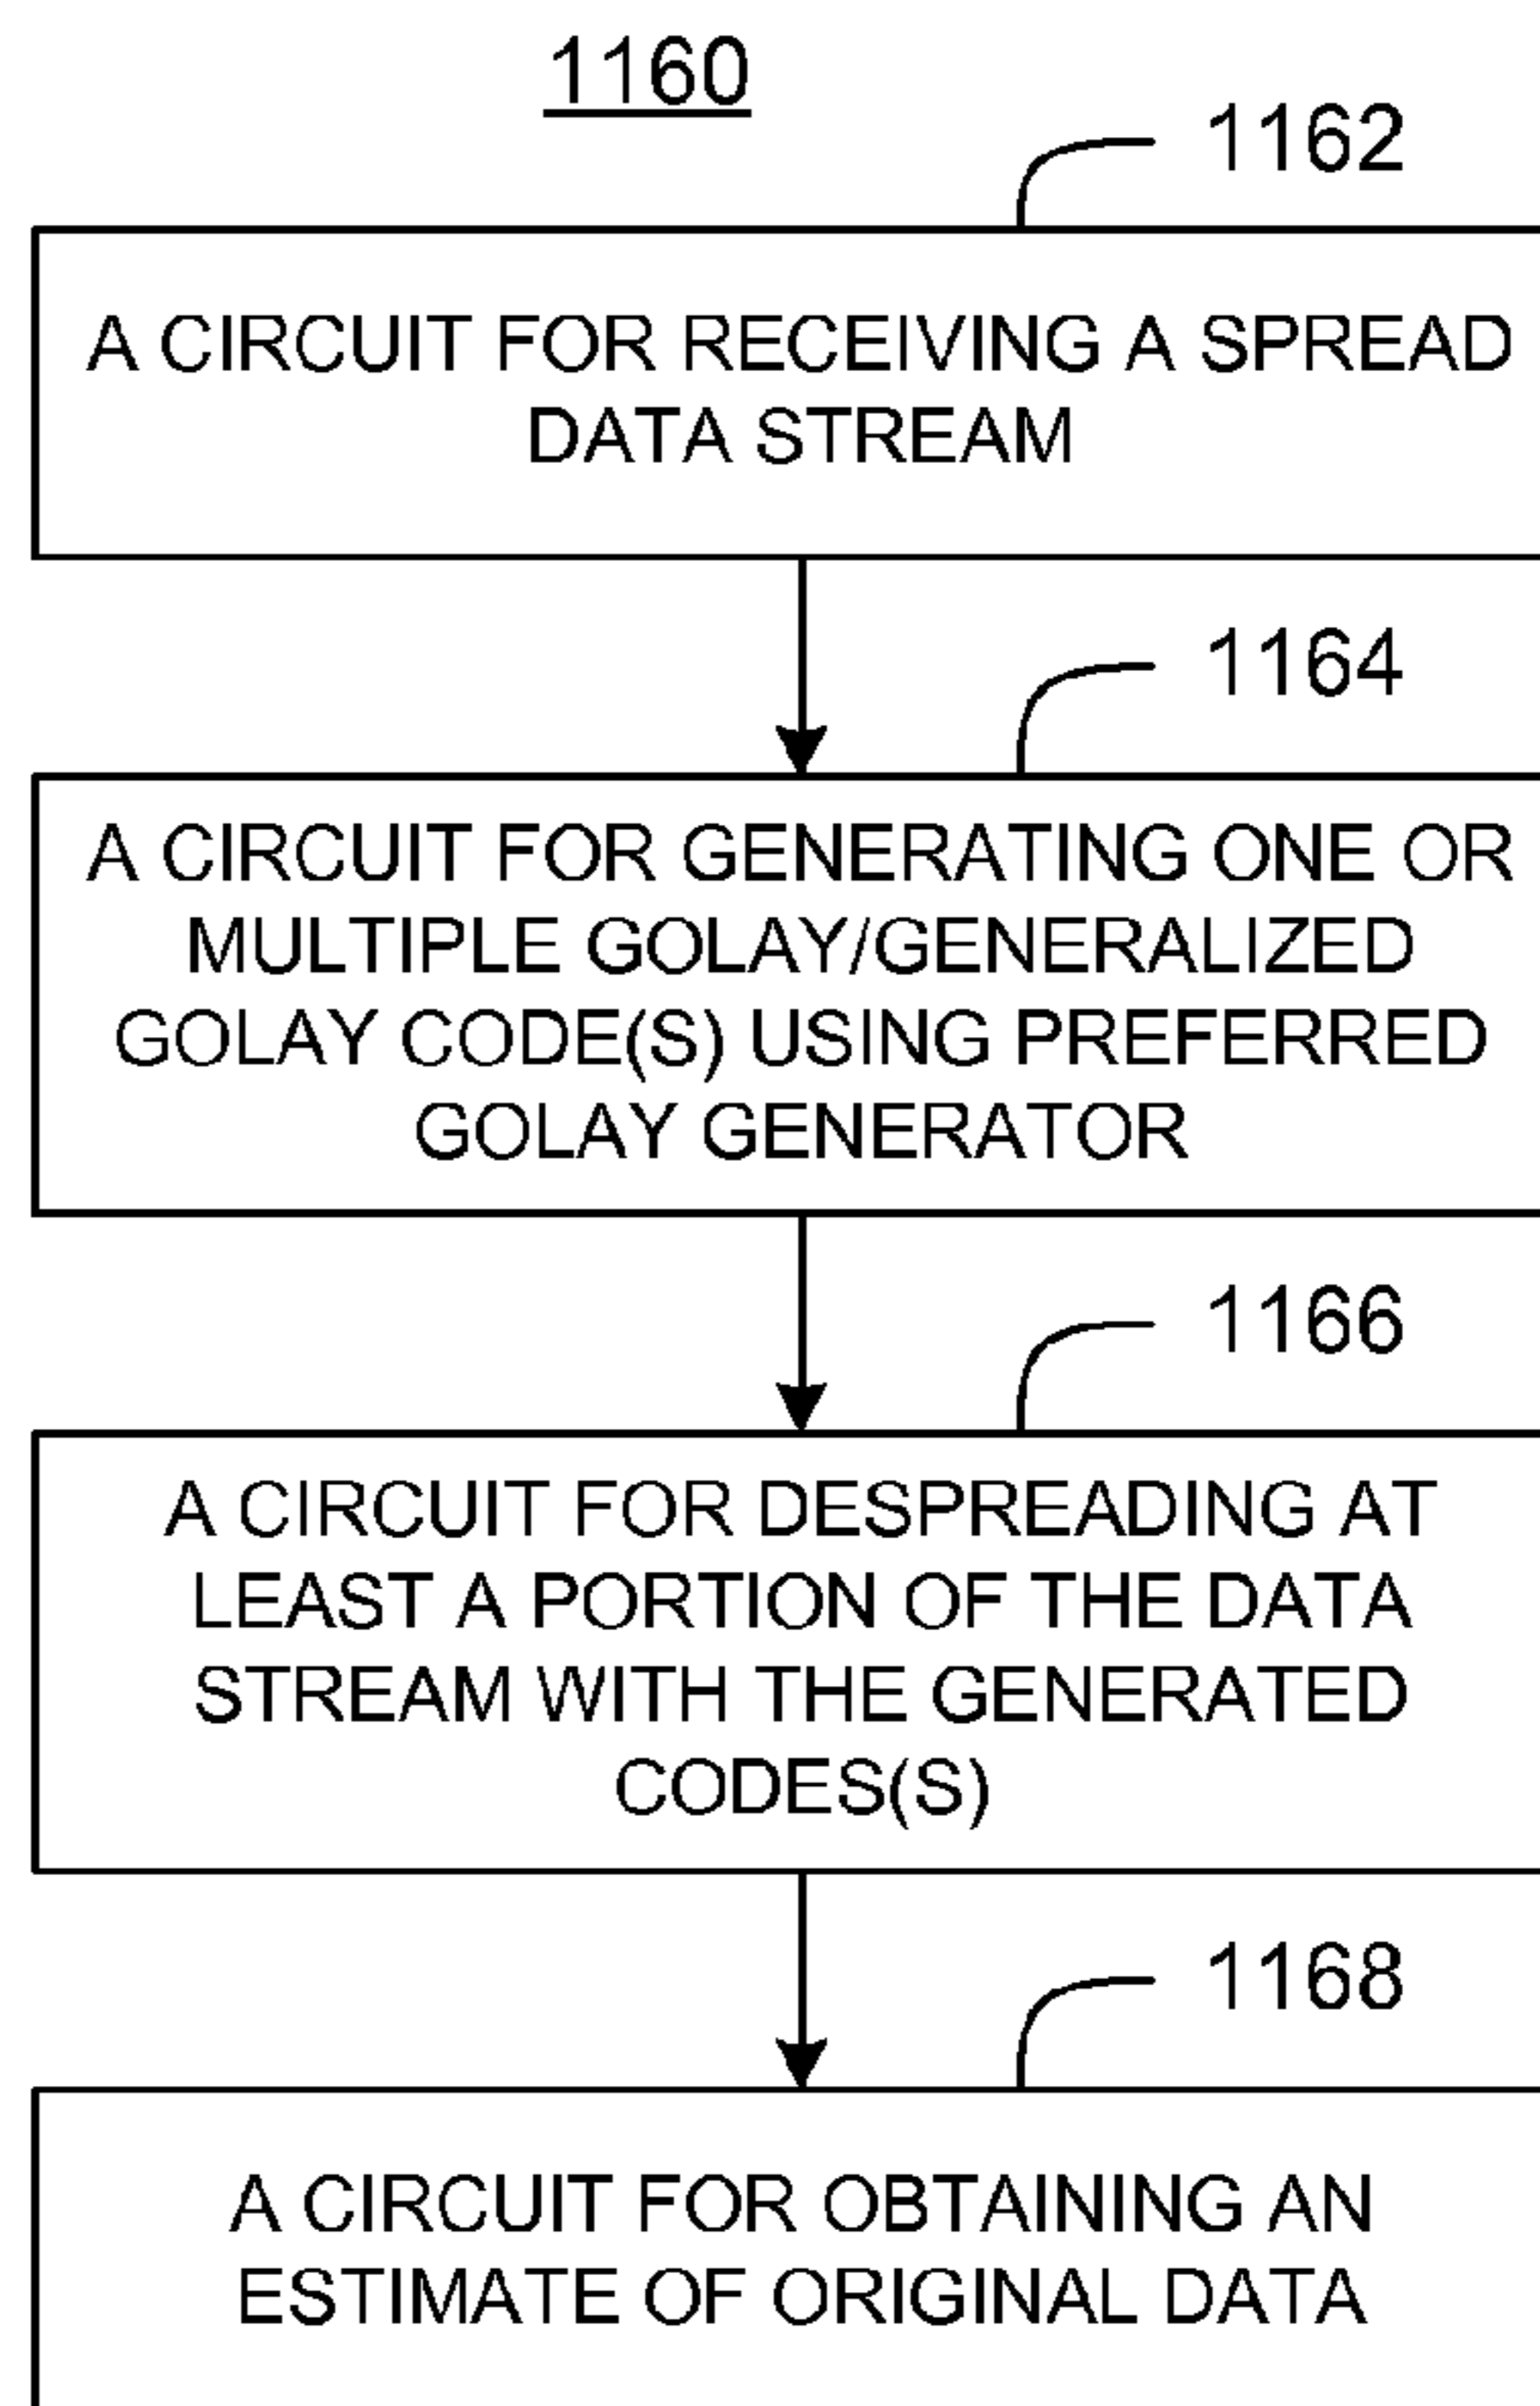 1160
1162
A CIRCUIT FOR RECEIVING A SPREAD
DATA STREAM
1164
A CIRCUIT FOR GENERATING ONE OR
MULTIPLE GOLAY/GENERALIZED
GOLAY CODE(S) USING PREFERRED
GOLAY GENERATOR
1166
A CIRCUIT FOR DESPREADING AT
LEAST A PORTION OF THE DATA
STREAM WITH THE GENERATED
CODES(S)
1168
A CIRCUIT FOR OBTAINING AN
ESTIMATE OF ORIGINAL DATA